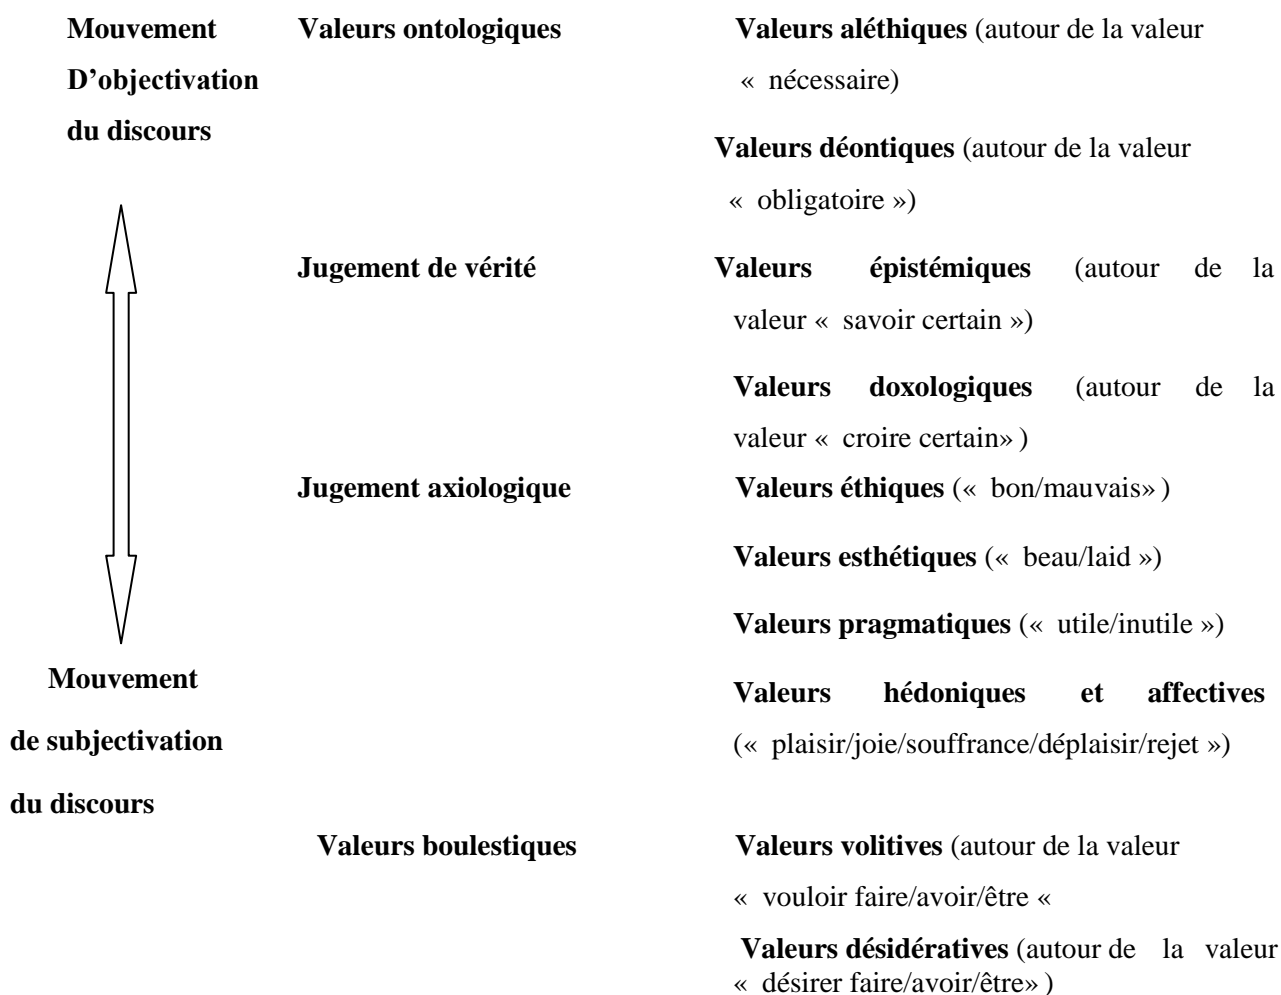 Mouvement Valeurs ontologiques Valeurs aléthiques (autour de la valeur
D’objectivation « nécessaire)
du discours
Valeurs déontiques (autour de la valeur
« obligatoire »)
Jugement de vérité Valeurs épistémiques (autour de la
valeur « savoir certain »)
Valeurs doxologiques (autour de la
valeur « croire certain» )
Jugement axiologique Valeurs éthiques (« bon/mauvais» )
Valeurs esthétiques (« beau/laid »)
Valeurs pragmatiques (« utile/inutile »)
Mouvement
Valeurs hédoniques et affectives
de subjectivation (« plaisir/joie/souffrance/déplaisir/rejet »)
du discours
Valeurs boulestiques Valeurs volitives (autour de la valeur
« vouloir faire/avoir/être «
Valeurs désidératives (autour de la valeur
« désirer faire/avoir/être» )